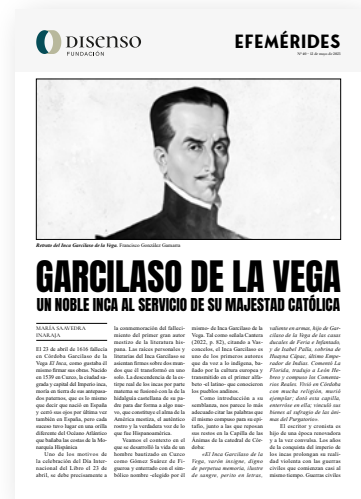 DISENSO
FUNDACIÓN
EFEMÉRIDES
Retrato del Inca Garcilaso de la Vega. Francisco González Gamarra
GARCILASO DE LA VEGA
UN NOBLE INCA AL SERVICIO DE SU MAJESTAD CATÓLICA
MARÍA SAAVEDRA
INARAJA
El 23 de abril de 1616 fallecía
en Córdoba Garcilaso de la
Vega El Inca, como gustaba él
mismo firmar sus obras. Nacido
en 1539 en Cuzco, la ciudad sa-
grada y capital del Imperio inca,
moría en tierra de sus antepasa-
dos paternos, que es lo mismo
que decir que nació en España
y cerró sus ojos por última vez
también en España, pero cada
suceso tuvo lugar en una orilla
diferente del Océano Atlántico
que bañaba las costas de la Mo-
narquía Hispánica
Uno de los motivos de
la celebración del Día Inter-
nacional del Libro el 23 de
abril, se debe precisamente a
la conmemoración del falleci-
miento del primer gran autor
mestizo de la literatura his-
pana. Las raíces personales y
literarias del Inca Garcilaso se
asientan firmes sobre dos mun-
dos que él transformó en uno
solo. La descendencia de la es-
tirpe real de los incas por parte
materna se fusionó con la de la
hidalguía castellana de su pa-
dre para dar forma a algo nue-
vo, que constituye el alma de la
América mestiza, el auténtico
rostro y la verdadera voz de lo
que fue Hispanoamérica.
Veamos el contexto en el
que se desarrolló la vida de un
hombre bautizado en Cuzco
como Gómez Suárez de Fi-
gueroa y enterrado con el sim-
bólico nombre -elegido por él
mismo- de Inca Garcilaso de la
Vega. Tal como señala Cantera
(2022, p. 82), citando a Vas-
concelos, el Inca Garcilaso es
uno de los primeros autores
que da voz a lo indígena, bu-
ñado por la cultura europea y
transmitido en el primer alfa-
beto -el latino- que conocieron
los pueblos andinos.
Como introducción a su
semblanza, nos parece lo más
adecuado citar las palabras que
él mismo compuso para su epi-
tafio, junto a las que reposan
sus restos en la Capilla de las
Ánimas de la catedral de Cór-
doba:
«El Inca Garcilaso de la
Vega, varón insigne, digno
de perpetua memoria, ilustre
de sangre, perito en letras,
valiente en armas, hijo de Gar-
cilaso de la Vega de las casas
ducales de Feria e Infantado,
y de Isabel Palla, sobrina de
Huayna Cápac, último Empe-
rador de Indias. Comentó La
Florida, tradujo a León He-
breo y compuso los Comenta-
rios Reales. Vivió en Córdoba
con mucha religión, murió
ejemplar; dotó esta capilla,
enterróse en ella; vinculó sus
bienes al sufragio de las áni-
mas del Purgatorio».
El escritor y cronista es
hijo de una época renovadora
y a la vez convulsa. Los años
de la conquista del imperio de
los incas prolongan su reali-
dad violenta con las guerras
civiles que comienzan casi al
mismo tiempo. Guerras civiles